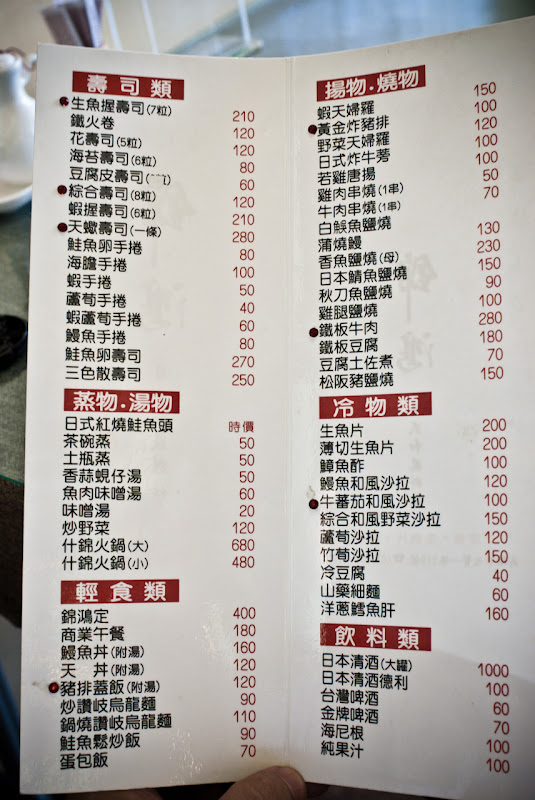 壽司類
生魚握壽司(7粒) 210
鐵火卷 120
花壽司(5粒) 120
海苔壽司(6粒) 80
豆腐皮壽司 60
綜合壽司(8粒) 120
蝦握壽司(6粒) 210
天蠍壽司(一條) 280
鮭魚卵手捲 80
海膽手捲 100
蝦手捲 50
蘆筍手捲 40
蝦蘆筍手捲 60
鰻魚手捲 80
鮭魚卵壽司 270
三色散壽司 250
蒸物·湯物
日式紅燒鮭魚頭 時價
茶碗蒸 50
土瓶蒸 50
香蒜蜆仔湯 50
魚肉味噌湯 60
味噌湯 20
炒野菜 120
什錦火鍋(大) 680
什錦火鍋(小) 480
輕食類
錦鴻定 400
商業午餐 180
鰻魚丼(附湯) 160
天 丼(附湯) 120
豬排蓋飯(附湯) 120
炒讚岐烏龍麵 90
鍋燒讚岐烏龍麵 110
鮭魚鬆炒飯 90
蛋包飯 70
揚物·燒物
蝦天婦羅 150
黃金炸豬排 100
野菜天婦羅 120
日式炸牛蒡 100
若雞唐揚 100
雞肉串燒(1串) 50
牛肉串燒(1串) 70
魚鹽燒
蒲燒鰻 130
香魚鹽燒(母) 230
日本鯖魚鹽燒 150
秋刀魚鹽燒 90
雞腿鹽燒 100
鐵板牛肉 280
鐵板豆腐 180
豆腐土佐煮 70
松阪豬鹽燒 150
冷物類
生魚片 200
薄切生魚片 200
鱆魚酢 100
鰻魚和風沙拉 120
牛蕃茄和風沙拉 100
綜合和風野菜沙拉 150
蘆筍沙拉 120
竹筍沙拉 150
冷豆腐 40
山藥細麵 60
洋蔥鱈魚肝 160
飲料類
日本清酒(大罐) 1000
日本清酒德利 100
台灣啤酒 60
金牌啤酒 70
海尼根 100
純果汁 100